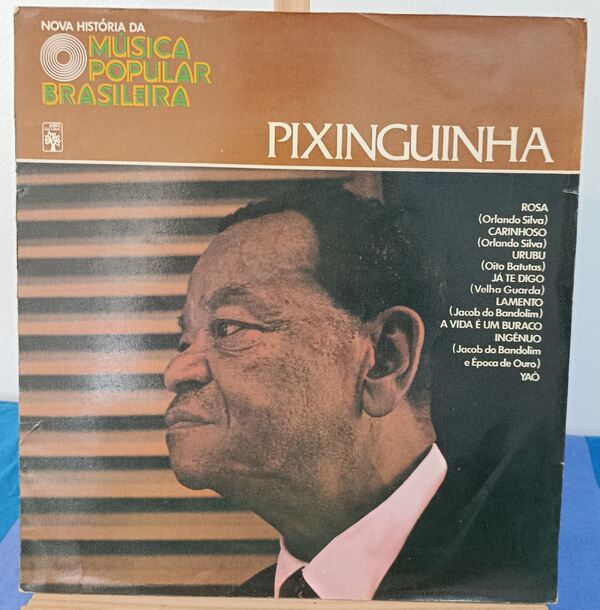 NOVA HISTÓRIA DA
MÚSICA
POPULAR
BRASILEIRA
PIXINGUINHA
ROSA
(Orlando Silva)
CARINHOSO
(Orlando Silva)
URUBU
(Oito Batutas)
JÁ TE DIGO
(Velha Guarda)
LAMENTO
(Jacob do Bandolim)
A VIDA É UM BURACO
INGÊNUO
(Jacob do Bandolim
e Época de Ouro)
YAÔ